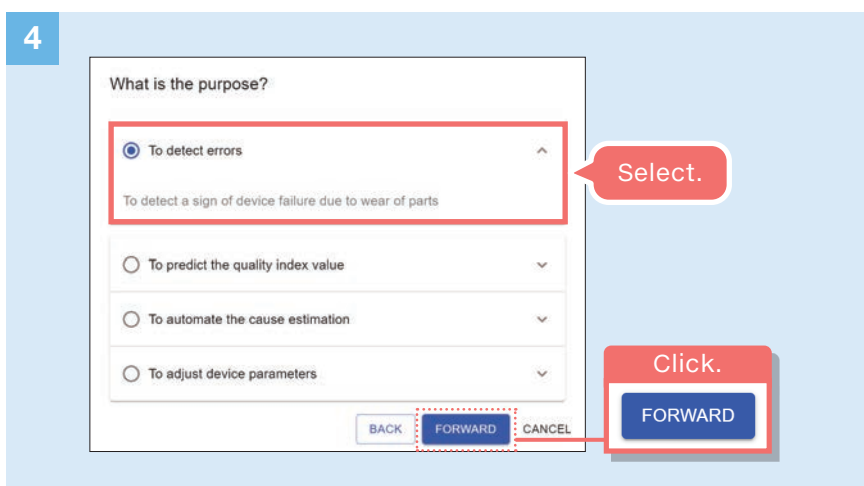 4
What is the purpose?
To detect errors
To detect a sign of device failure due to wear of parts
Select.
To predict the quality index value
To automate the cause estimation
To adjust device parameters
BACK FORWARD CANCEL
Click.
FORWARD